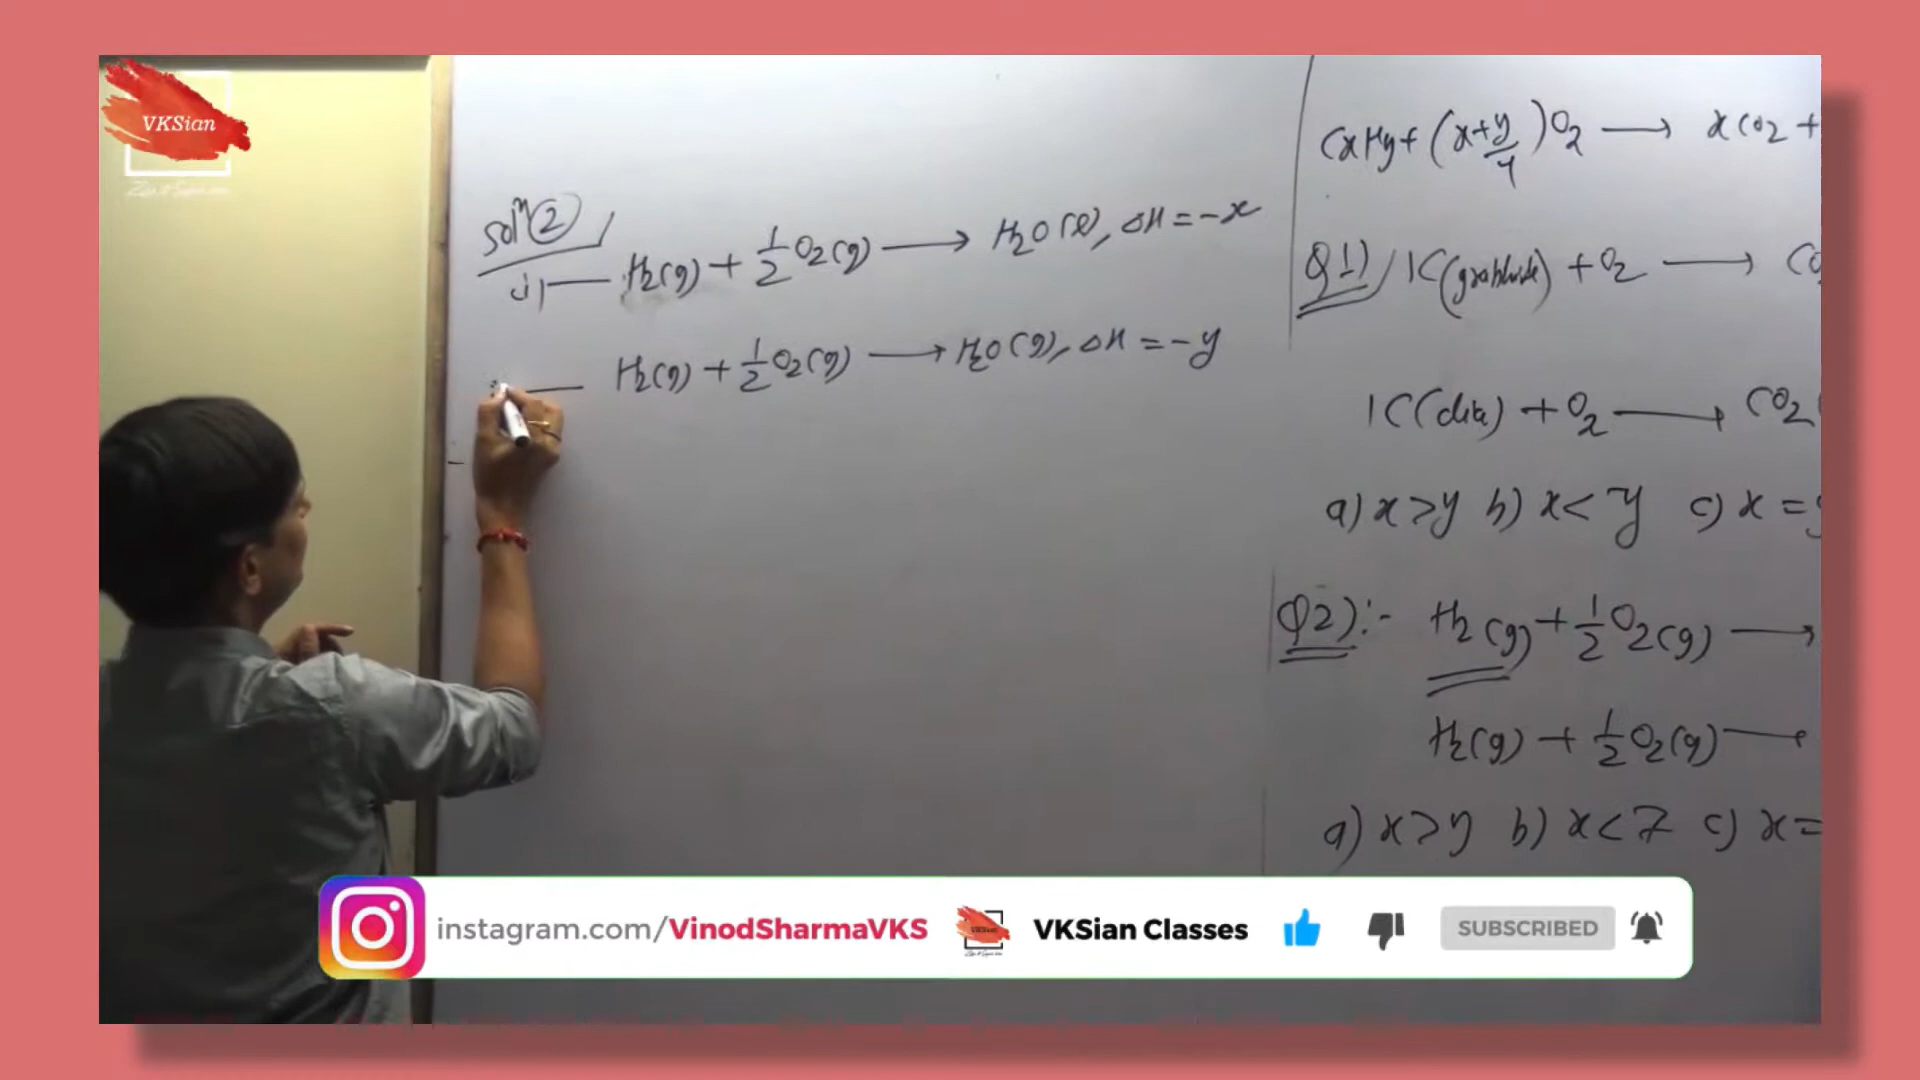 VKSian
solⁿ (2)
i) — H₂(g) + 1/2 O₂(g) ⟶ H₂O(l), ΔH = -x
H₂(g) + 1/2 O₂(g) ⟶ H₂O(g), ΔH = -y
CxHy + (x+y/4)O₂ ⟶ xCO₂ +
Q1) / 1C(graphite) + O₂ ⟶ CO
1C(dia) + O₂ ⟶ CO₂(
a) x>y b) x<y c) x=y
Q2):- H₂(g) + 1/2 O₂(g) ⟶
H₂(g) + 1/2 O₂(g) ⟶
a) x>y b) x<y c) x=
instagram.com/VinodSharmaVKS VKSian Classes SUBSCRIBED